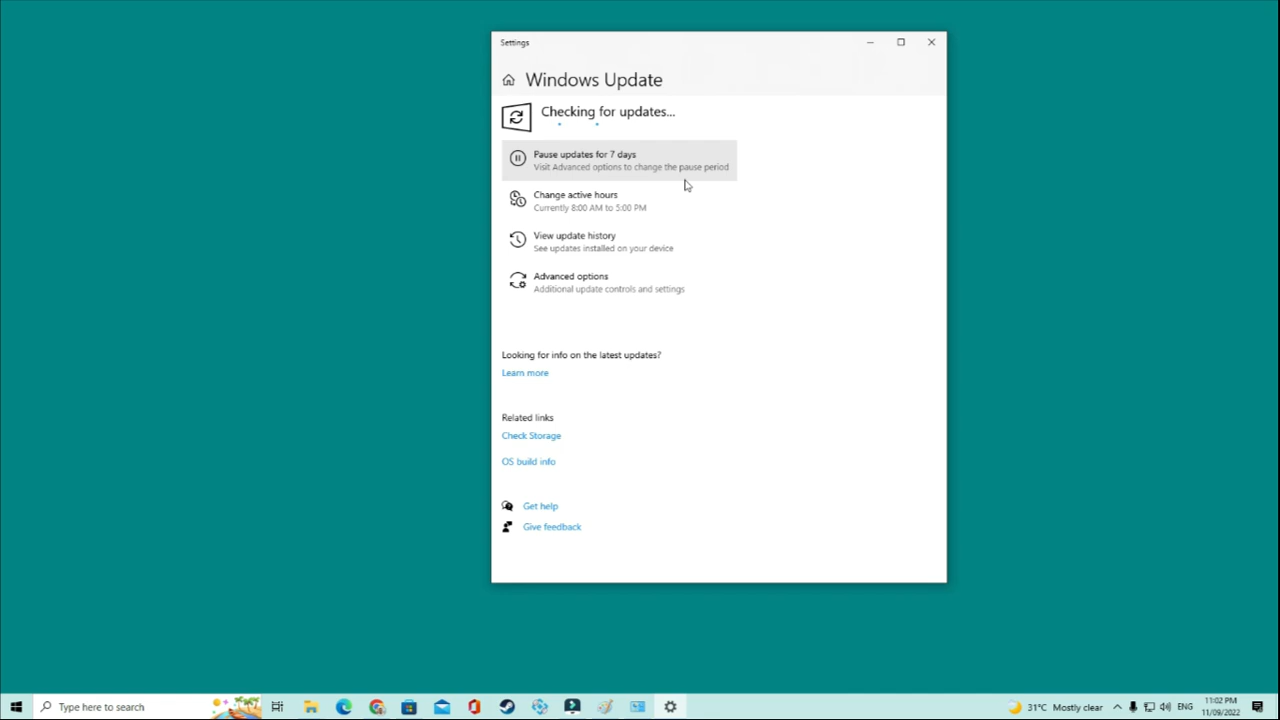 Settings
Windows Update
Checking for updates...
Pause updates for 7 days
Visit Advanced options to change the pause period
Change active hours
Currently 8:00 AM to 5:00 PM
View update history
See updates installed on your device
Advanced options
Additional update controls and settings
Looking for info on the latest updates?
Learn more
Related links
Check Storage
OS build info
Get help
Give feedback
Type here to search
31°C Mostly clear
ENG
11:02 PM
11/09/2022